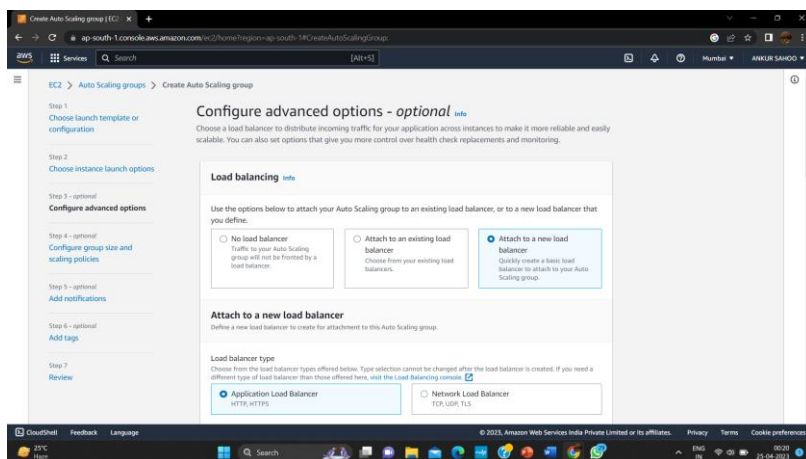 Create Auto Scaling group | EC2
ap-south-1.console.aws.amazon.com/ec2/home?region=ap-south-1#CreateAutoScalingGroup:
aws
Services
Search
[Alt+S]
Mumbai
ANKUR SAHOO
EC2 > Auto Scaling groups > Create Auto Scaling group
Step 1
Choose launch template or
configuration
Step 2
Choose instance launch options
Step 3 - optional
Configure advanced options
Step 4 - optional
Configure group size and
scaling policies
Step 5 - optional
Add notifications
Step 6 - optional
Add tags
Step 7
Review
Configure advanced options - optional Info
Choose a load balancer to distribute incoming traffic for your application across instances to make it more reliable and easily
scalable. You can also set options that give you more control over health check replacements and monitoring.
Load balancing Info
Use the options below to attach your Auto Scaling group to an existing load balancer, or to a new load balancer that
you define.
No load balancer
Traffic to your Auto Scaling
group will not be fronted by a
load balancer.
Attach to an existing load
balancer
Choose from your existing load
balancers.
Attach to a new load
balancer
Quickly create a basic load
balancer to attach to your Auto
Scaling group.
Attach to a new load balancer
Define a new load balancer to create for attachment to this Auto Scaling group.
Load balancer type
Choose from the load balancer types offered below. Type selection cannot be changed after the load balancer is created. If you need a
different type of load balancer than those offered here, visit the Load Balancing console.
Application Load Balancer
HTTP, HTTPS
Network Load Balancer
TCP, UDP, TLS
CloudShell
Feedback
Language
© 2023, Amazon Web Services India Private Limited or its affiliates.
Privacy
Terms
Cookie preferences
25°C
Haze
Search
ENG
IN
00:20
25-04-2023